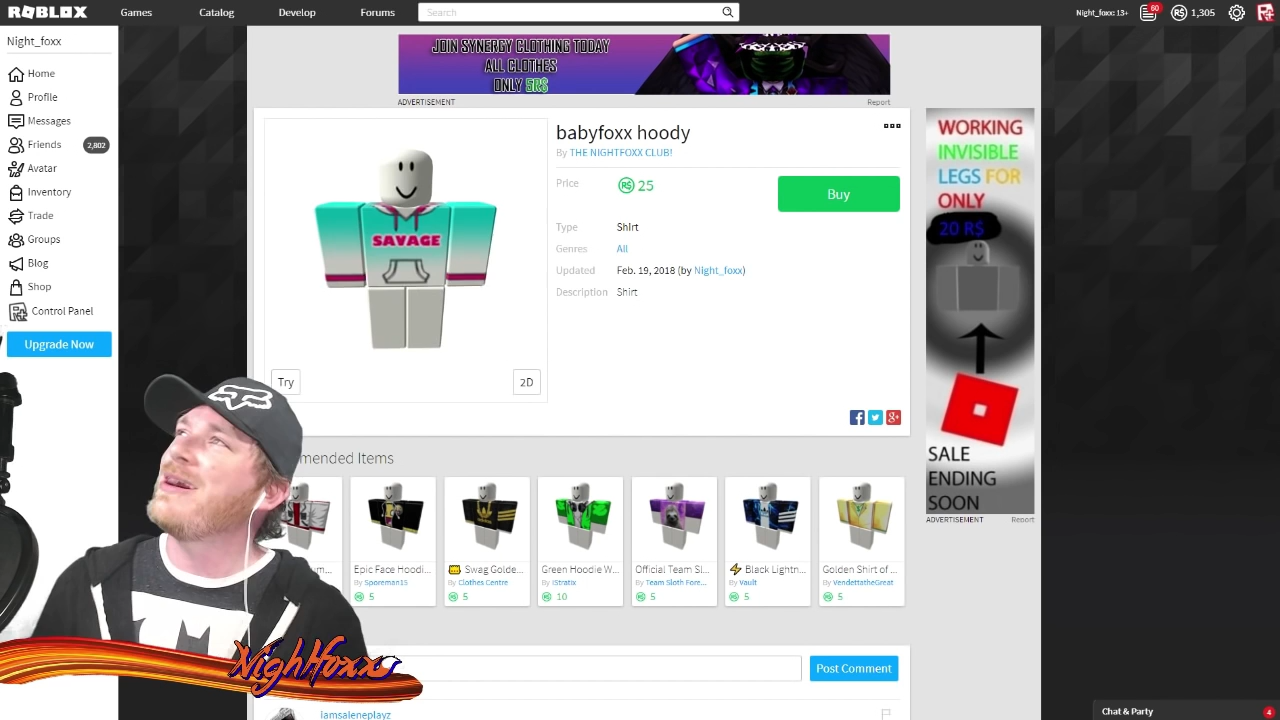 ROBLOX
Games
Catalog
Develop
Forums
Search
Night_foxx: 13+
60
R$ 1,305
Night_foxx
Home
Profile
Messages
Friends
2,802
Avatar
Inventory
Trade
Groups
Blog
Shop
Control Panel
Upgrade Now
JOIN SYNERGY CLOTHING TODAY
ALL CLOTHES
ONLY 5R$
ADVERTISEMENT
Report
SAVAGE
Try
2D
babyfoxx hoody
By THE NIGHTFOXX CLUB!
Price
R$ 25
Buy
Type Shirt
Genres All
Updated Feb. 19, 2018 (by Night_foxx)
Description Shirt
WORKING
INVISIBLE
LEGS FOR
ONLY
20 R$
SALE
ENDING
SOON
ADVERTISEMENT
Report
mended Items
um...
Epic Face Hoodi...
By Sporeman15
R$ 5
Swag Golde...
By Clothes Centre
R$ 5
Green Hoodie W...
By IStratix
R$ 10
Official Team Sl...
By Team Sloth Fore...
R$ 5
Black Lightn...
By Vault
R$ 5
Golden Shirt of ...
By VendettatheGreat
R$ 5
Nightfoxx
Post Comment
iamsaleneplayz
Chat & Party
4